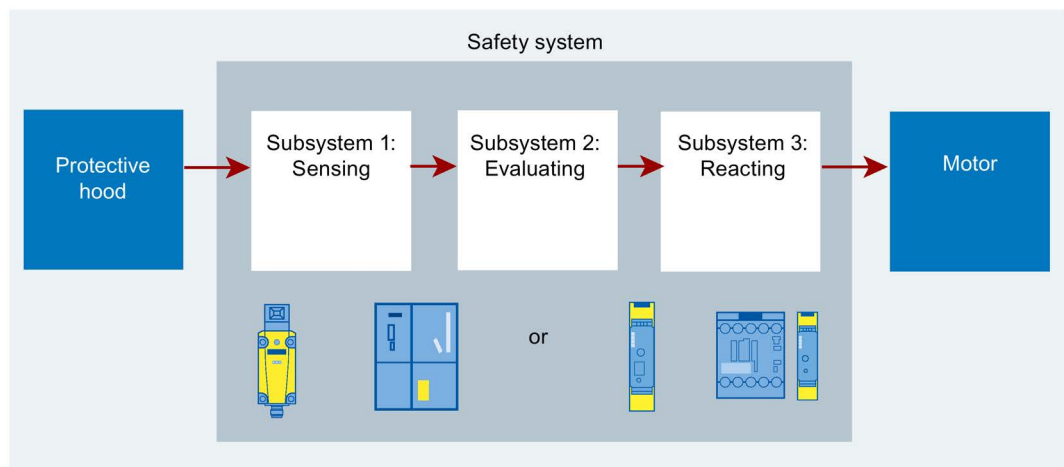 Safety system
Protective
hood
Subsystem 1:
Sensing
Subsystem 2:
Evaluating
Subsystem 3:
Reacting
Motor
or